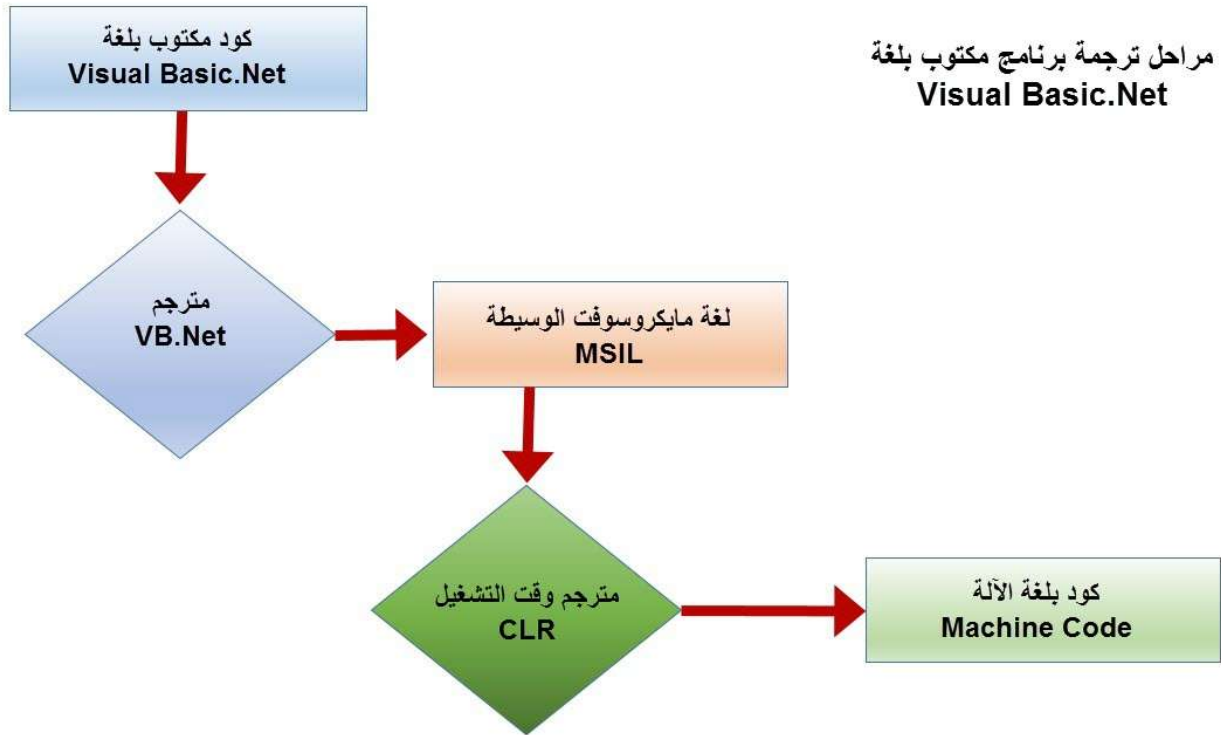 مراحل ترجمة برنامج مكتوب بلغة
Visual Basic.Net
كود مكتوب بلغة
Visual Basic.Net
مترجم
VB.Net
لغة مايكروسوفت الوسيطة
MSIL
مترجم وقت التشغيل
CLR
كود بلغة الآلة
Machine Code